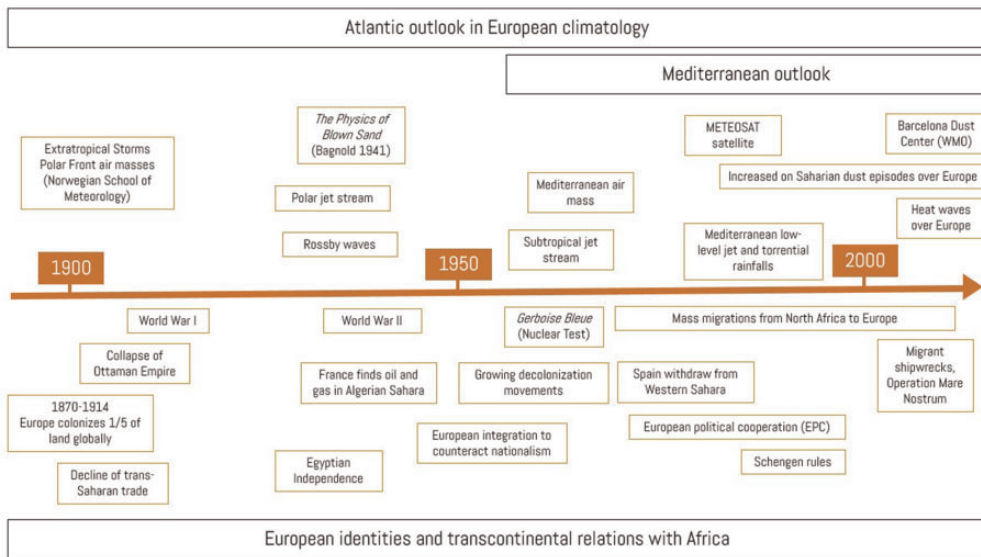 Atlantic outlook in European climatology
Mediterranean outlook
Extratropical Storms
Polar Front air masses
(Norwegian School of
Meteorology)
The Physics of
Blown Sand
(Bagnold 1941)
Polar jet stream
Rossby waves
Mediterranean air
mass
Subtropical jet
stream
METEOSAT
satellite
Barcelona Dust
Center (WMO)
Increased on Saharian dust episodes over Europe
Mediterranean low-
level jet and torrential
rainfalls
Heat waves
over Europe
1900
1950
2000
World War I
Collapse of
Ottaman Empire
1870-1914
Europe colonizes 1/5 of
land globally
Decline of trans-
Saharan trade
World War II
France finds oil and
gas in Algerian Sahara
Egyptian
Independence
Gerboise Bleue
(Nuclear Test)
Growing decolonization
movements
European integration to
counteract nationalism
Mass migrations from North Africa to Europe
Spain withdraw from
Western Sahara
European political cooperation (EPC)
Schengen rules
Migrant
shipwrecks,
Operation Mare
Nostrum
European identities and transcontinental relations with Africa